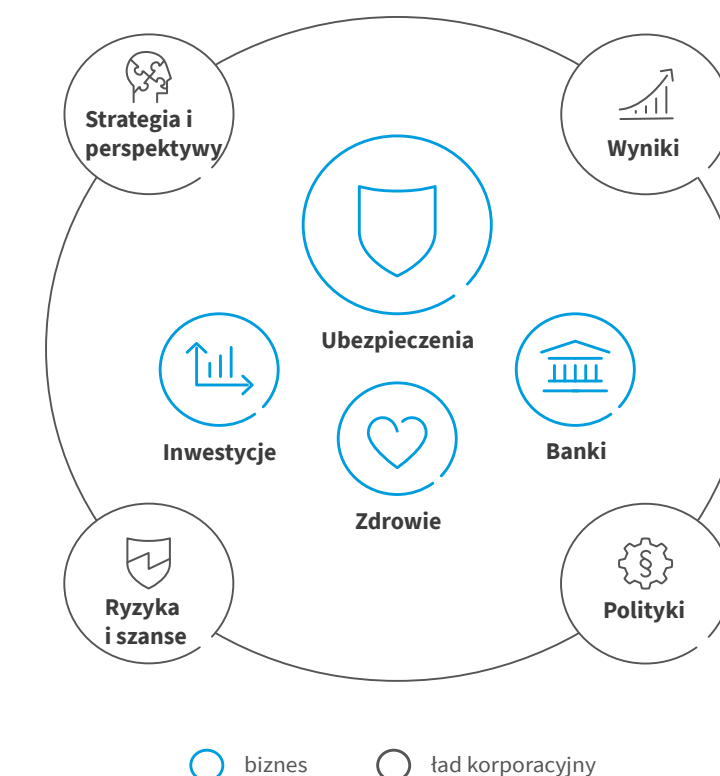 Strategia i
perspektywy
Wyniki
Ubezpieczenia
Inwestycje
Banki
Zdrowie
Ryzyka
i szanse
Polityki
biznes
ład korporacyjny